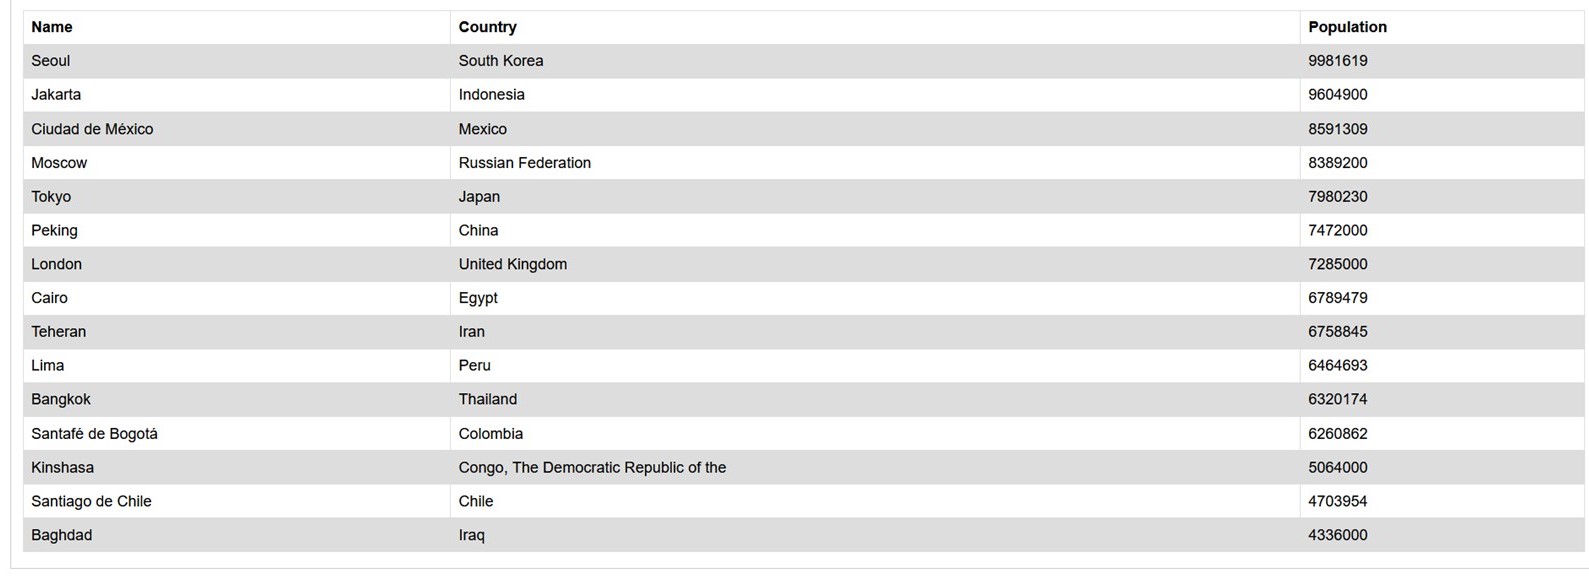 Name Country Population
Seoul South Korea 9981619
Jakarta Indonesia 9604900
Ciudad de México Mexico 8591309
Moscow Russian Federation 8389200
Tokyo Japan 7980230
Peking China 7472000
London United Kingdom 7285000
Cairo Egypt 6789479
Teheran Iran 6758845
Lima Peru 6464693
Bangkok Thailand 6320174
Santafé de Bogotá Colombia 6260862
Kinshasa Congo, The Democratic Republic of the 5064000
Santiago de Chile Chile 4703954
Baghdad Iraq 4336000